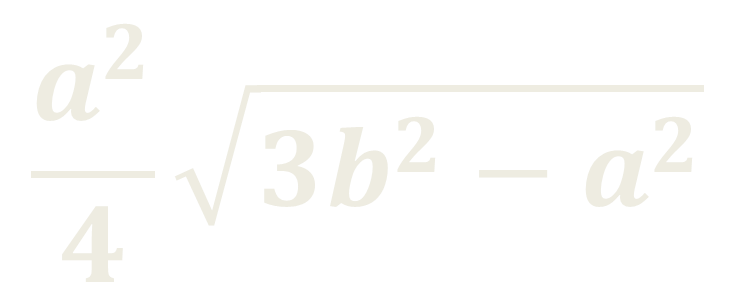 a²/4 √(3b² − a²)